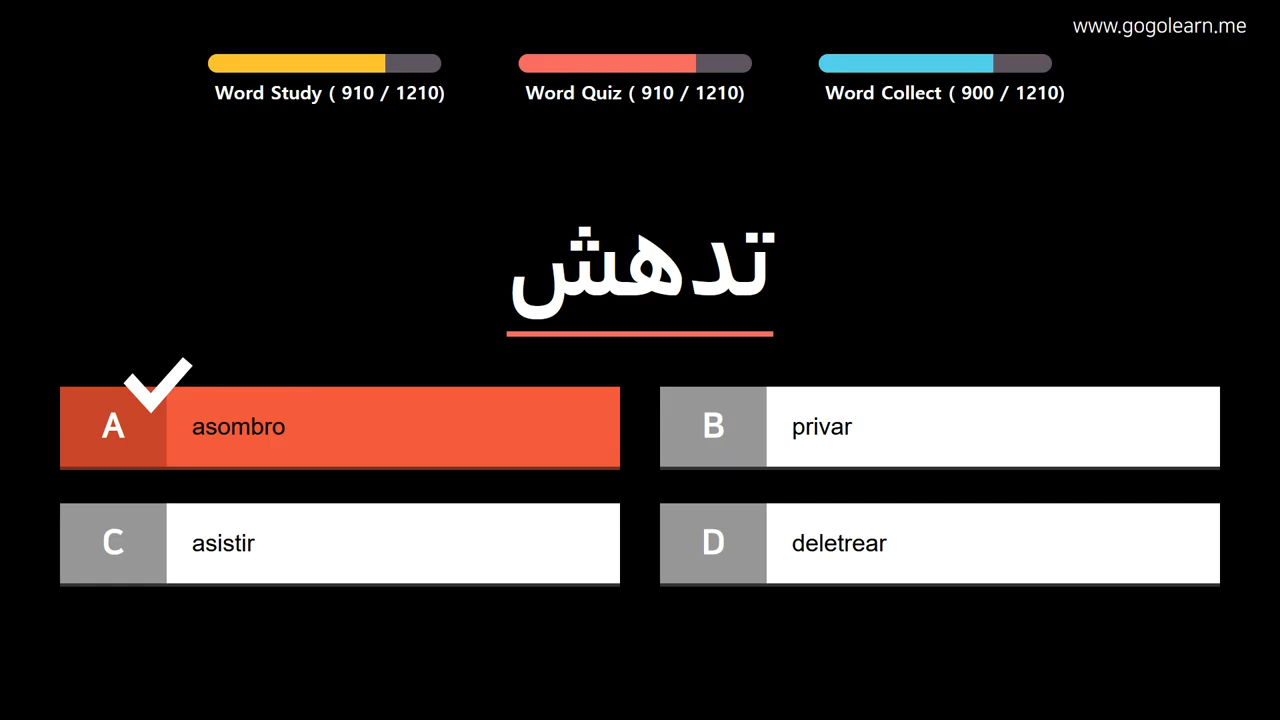 www.gogolearn.me
Word Study ( 910 / 1210)
Word Quiz ( 910 / 1210)
Word Collect ( 900 / 1210)
تدهش
A asombro
B privar
C asistir
D deletrear